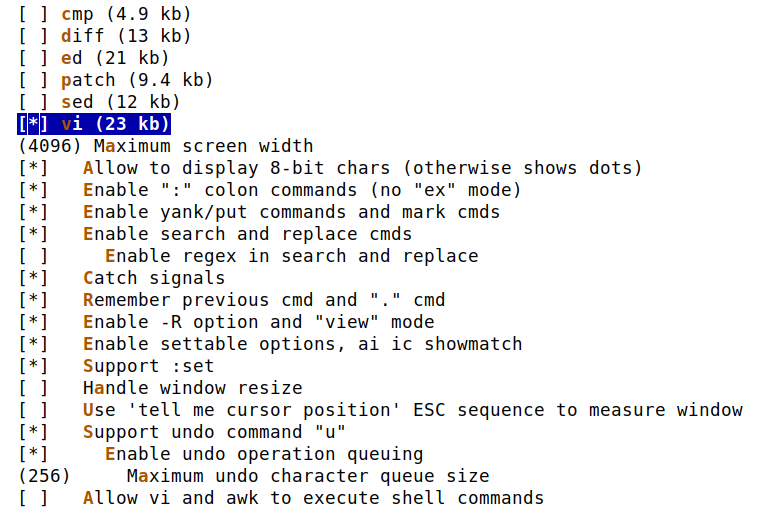 [ ] cmp (4.9 kb)
[ ] diff (13 kb)
[ ] ed (21 kb)
[ ] patch (9.4 kb)
[ ] sed (12 kb)
[*] vi (23 kb)
(4096) Maximum screen width
[*]   Allow to display 8-bit chars (otherwise shows dots)
[*]   Enable ":" colon commands (no "ex" mode)
[*]   Enable yank/put commands and mark cmds
[*]   Enable search and replace cmds
[ ]     Enable regex in search and replace
[*]   Catch signals
[*]   Remember previous cmd and "." cmd
[*]   Enable -R option and "view" mode
[*]   Enable settable options, ai ic showmatch
[*]   Support :set
[ ]   Handle window resize
[ ]   Use 'tell me cursor position' ESC sequence to measure window
[*]   Support undo command "u"
[*]     Enable undo operation queuing
(256)     Maximum undo character queue size
[ ]   Allow vi and awk to execute shell commands